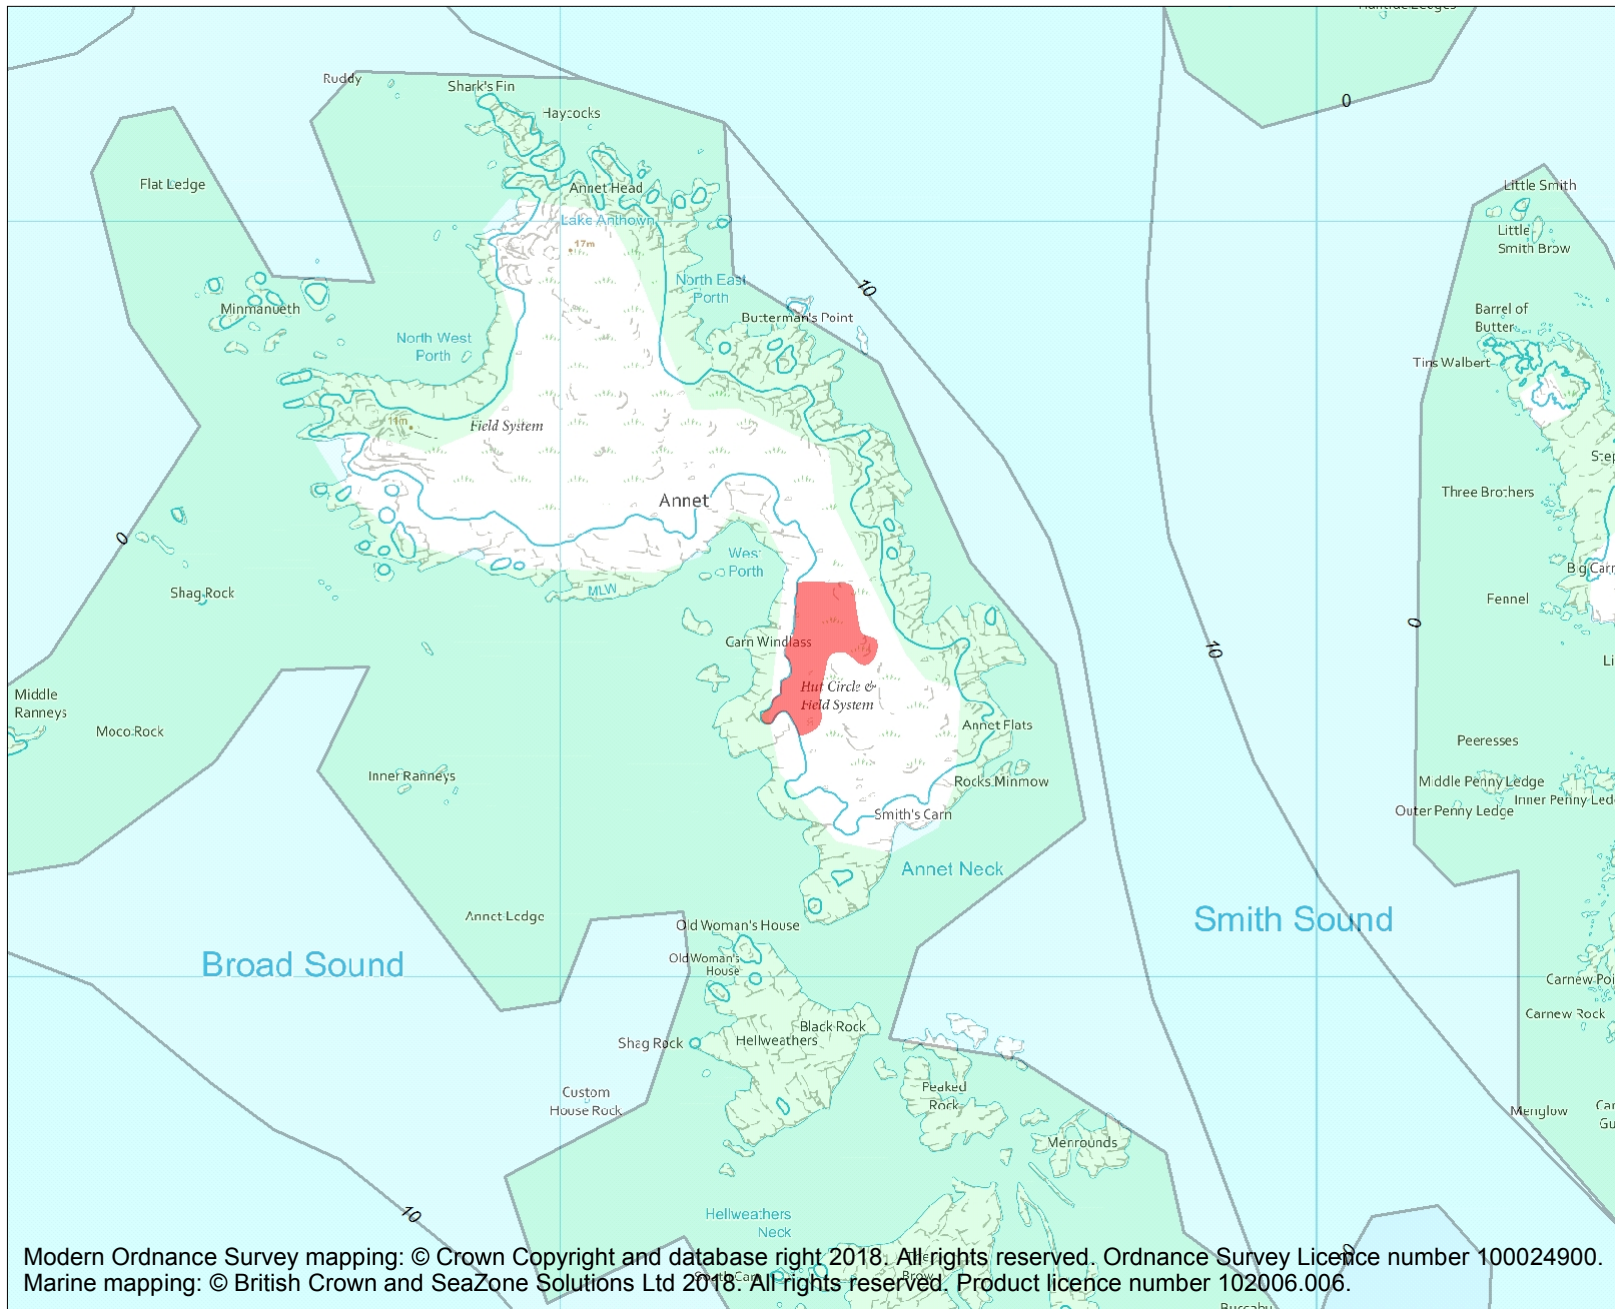 Ruddy
Shark's Fin
Haycocks
Flat Ledge
Annet Head
Lake Anthown
17m
0
Little Smith
Little
Smith Brow
North East
Porth
10
Butterman's Point
Minmanueth
North West
Porth
Barrel of
Butter
Tins Walbert
11m
Field System
Annet
Three Brothers
0
West
Porth
MLW
Shag Rock
Fennel
0
10
Carn Windlass
Hut Circle &
Field System
Middle
Ranneys
Moco Rock
Annet Flats
Peeresses
Inner Ranneys
Rocks Minmow
Middle Penny Ledge
Outer Penny Ledge
Smith's Carn
Annet Neck
Annet Ledge
Old Woman's House
Smith Sound
Broad Sound
Old Woman's
House
Carnew Rock
Black Rock
Shag Rock
Hellweathers
Peaked
Rock
Custom
House Rock
Menglow
Menrounds
10
Hellweathers
Neck
Modern Ordnance Survey mapping: © Crown Copyright and database right 2018. All rights reserved. Ordnance Survey Licence number 100024900.
Marine mapping: © British Crown and SeaZone Solutions Ltd 2018. All rights reserved. Product licence number 102006.006.